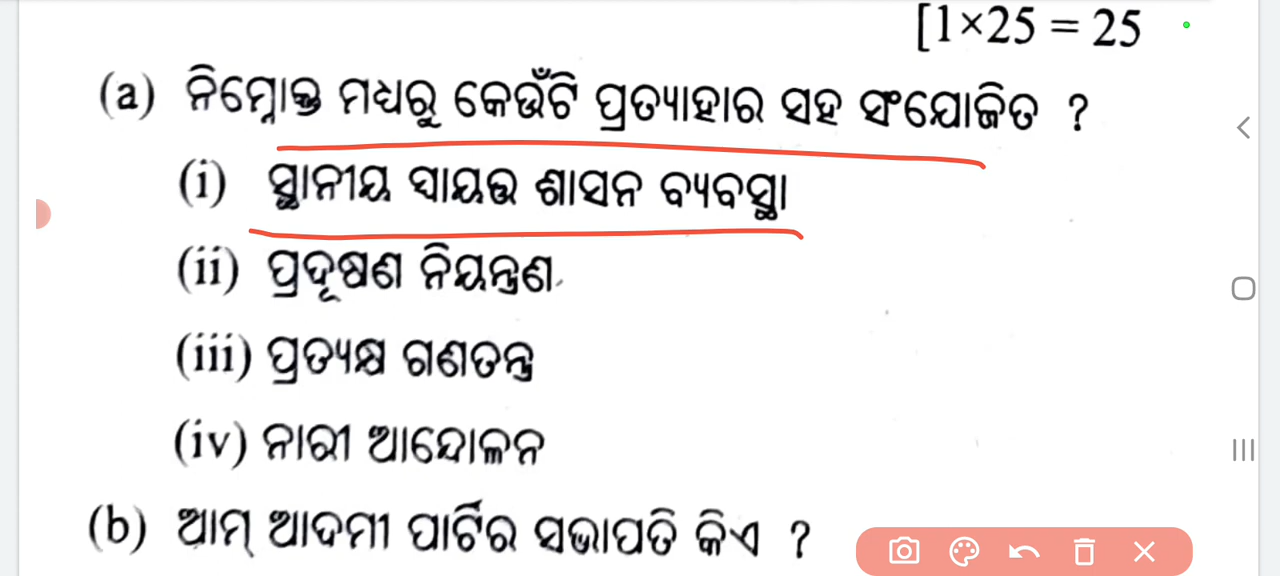 [1×25 = 25
(a) ନିମ୍ନୋକ୍ତ ମଧ୍ୟରୁ କେଉଁଟି ପ୍ରତ୍ୟାହାର ସହ ସଂଯୋଜିତ ?
(i) ସ୍ଥାନୀୟ ସ୍ୱାୟତ୍ତ ଶାସନ ବ୍ୟବସ୍ଥା
(ii) ପ୍ରଦୂଷଣ ନିୟନ୍ତ୍ରଣ
(iii) ପ୍ରତ୍ୟକ୍ଷ ଗଣତନ୍ତ୍ର
(iv) ନାରୀ ଆନ୍ଦୋଳନ
(b) ଆମ୍ ଆଦମୀ ପାର୍ଟିର ସଭାପତି କିଏ ?